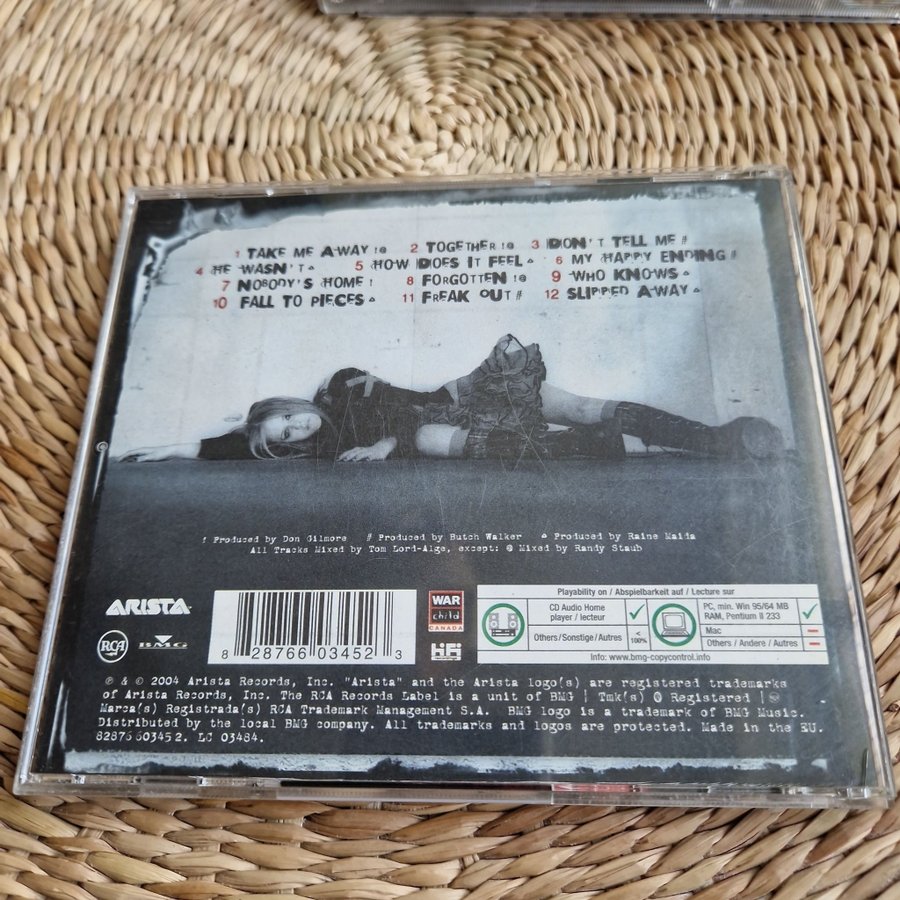 1 TAKE ME AWAY !@ 2 TOGETHER !@ 3 DON'T TELL ME #
4 HE WASN'T ^ 5 HOW DOES IT FEEL ^ 6 MY HAPPY ENDING #
7 NOBODY'S HOME ! 8 FORGOTTEN !@ 9 WHO KNOWS ^
10 FALL TO PIECES ^ 11 FREAK OUT # 12 SLIPPED AWAY ^
! Produced by Don Gilmore # Produced by Butch Walker ^ Produced by Raine Maida
All Tracks Mixed by Tom Lord-Alge, except: @ Mixed by Randy Staub
ARISTA
RCA BMG
8 28766 03452 3
WAR
child
CANADA
hifi
recordings
Playability on / Abspielbarkeit auf / Lecture sur
CD Audio Home
player / lecteur
Others/Sonstige/Autres
<
100%
PC, min. Win 95/64 MB
RAM, Pentium II 233
Mac
Others / Andere / Autres
Info: www.bmg-copycontrol.info
℗ & © 2004 Arista Records, Inc. "Arista" and the Arista logo(s) are registered trademarks
of Arista Records, Inc. The RCA Records Label is a unit of BMG | Tmk(s) ® Registered |
Marca(s) Registrada(s) RCA Trademark Management S.A. BMG logo is a trademark of BMG Music.
Distributed by the local BMG company. All trademarks and logos are protected. Made in the EU.
82876 60345 2. LC 03484.